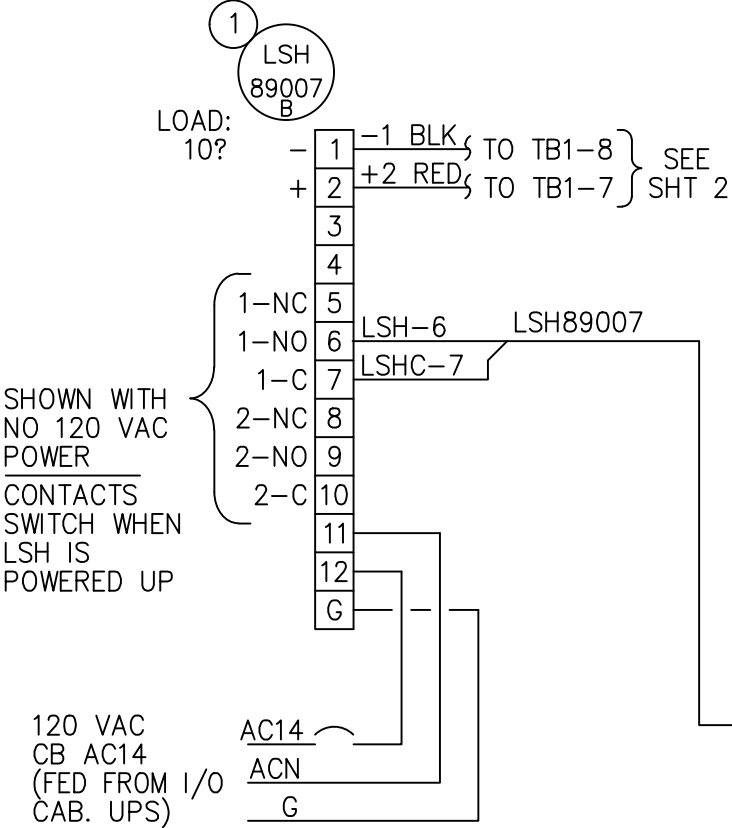 1
LSH
89007
B
LOAD:
10?
- 1 -1 BLK TO TB1-8
+ 2 +2 RED TO TB1-7
SEE
SHT 2
3
4
1-NC 5
1-NO 6 LSH-6 LSH89007
1-C 7 LSHC-7
2-NC 8
2-NO 9
2-C 10
11
12
G
SHOWN WITH
NO 120 VAC
POWER
CONTACTS
SWITCH WHEN
LSH IS
POWERED UP
120 VAC
CB AC14
(FED FROM I/O
CAB. UPS)
AC14
ACN
G